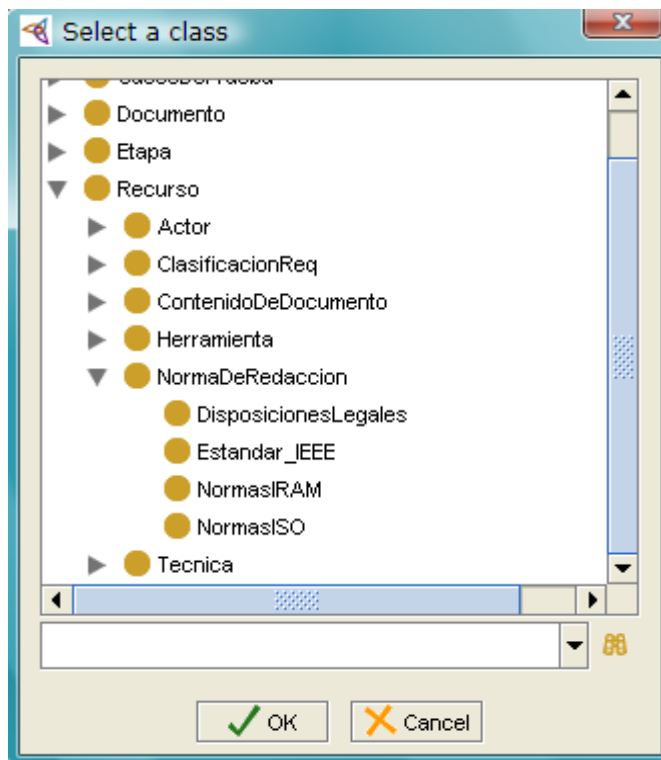 Select a class
Documento
Etapa
Recurso
Actor
ClasificacionReq
ContenidoDeDocumento
Herramienta
NormaDeRedaccion
DisposicionesLegales
Estandar_IEEE
NormasIRAM
NormasISO
Tecnica
OK
Cancel